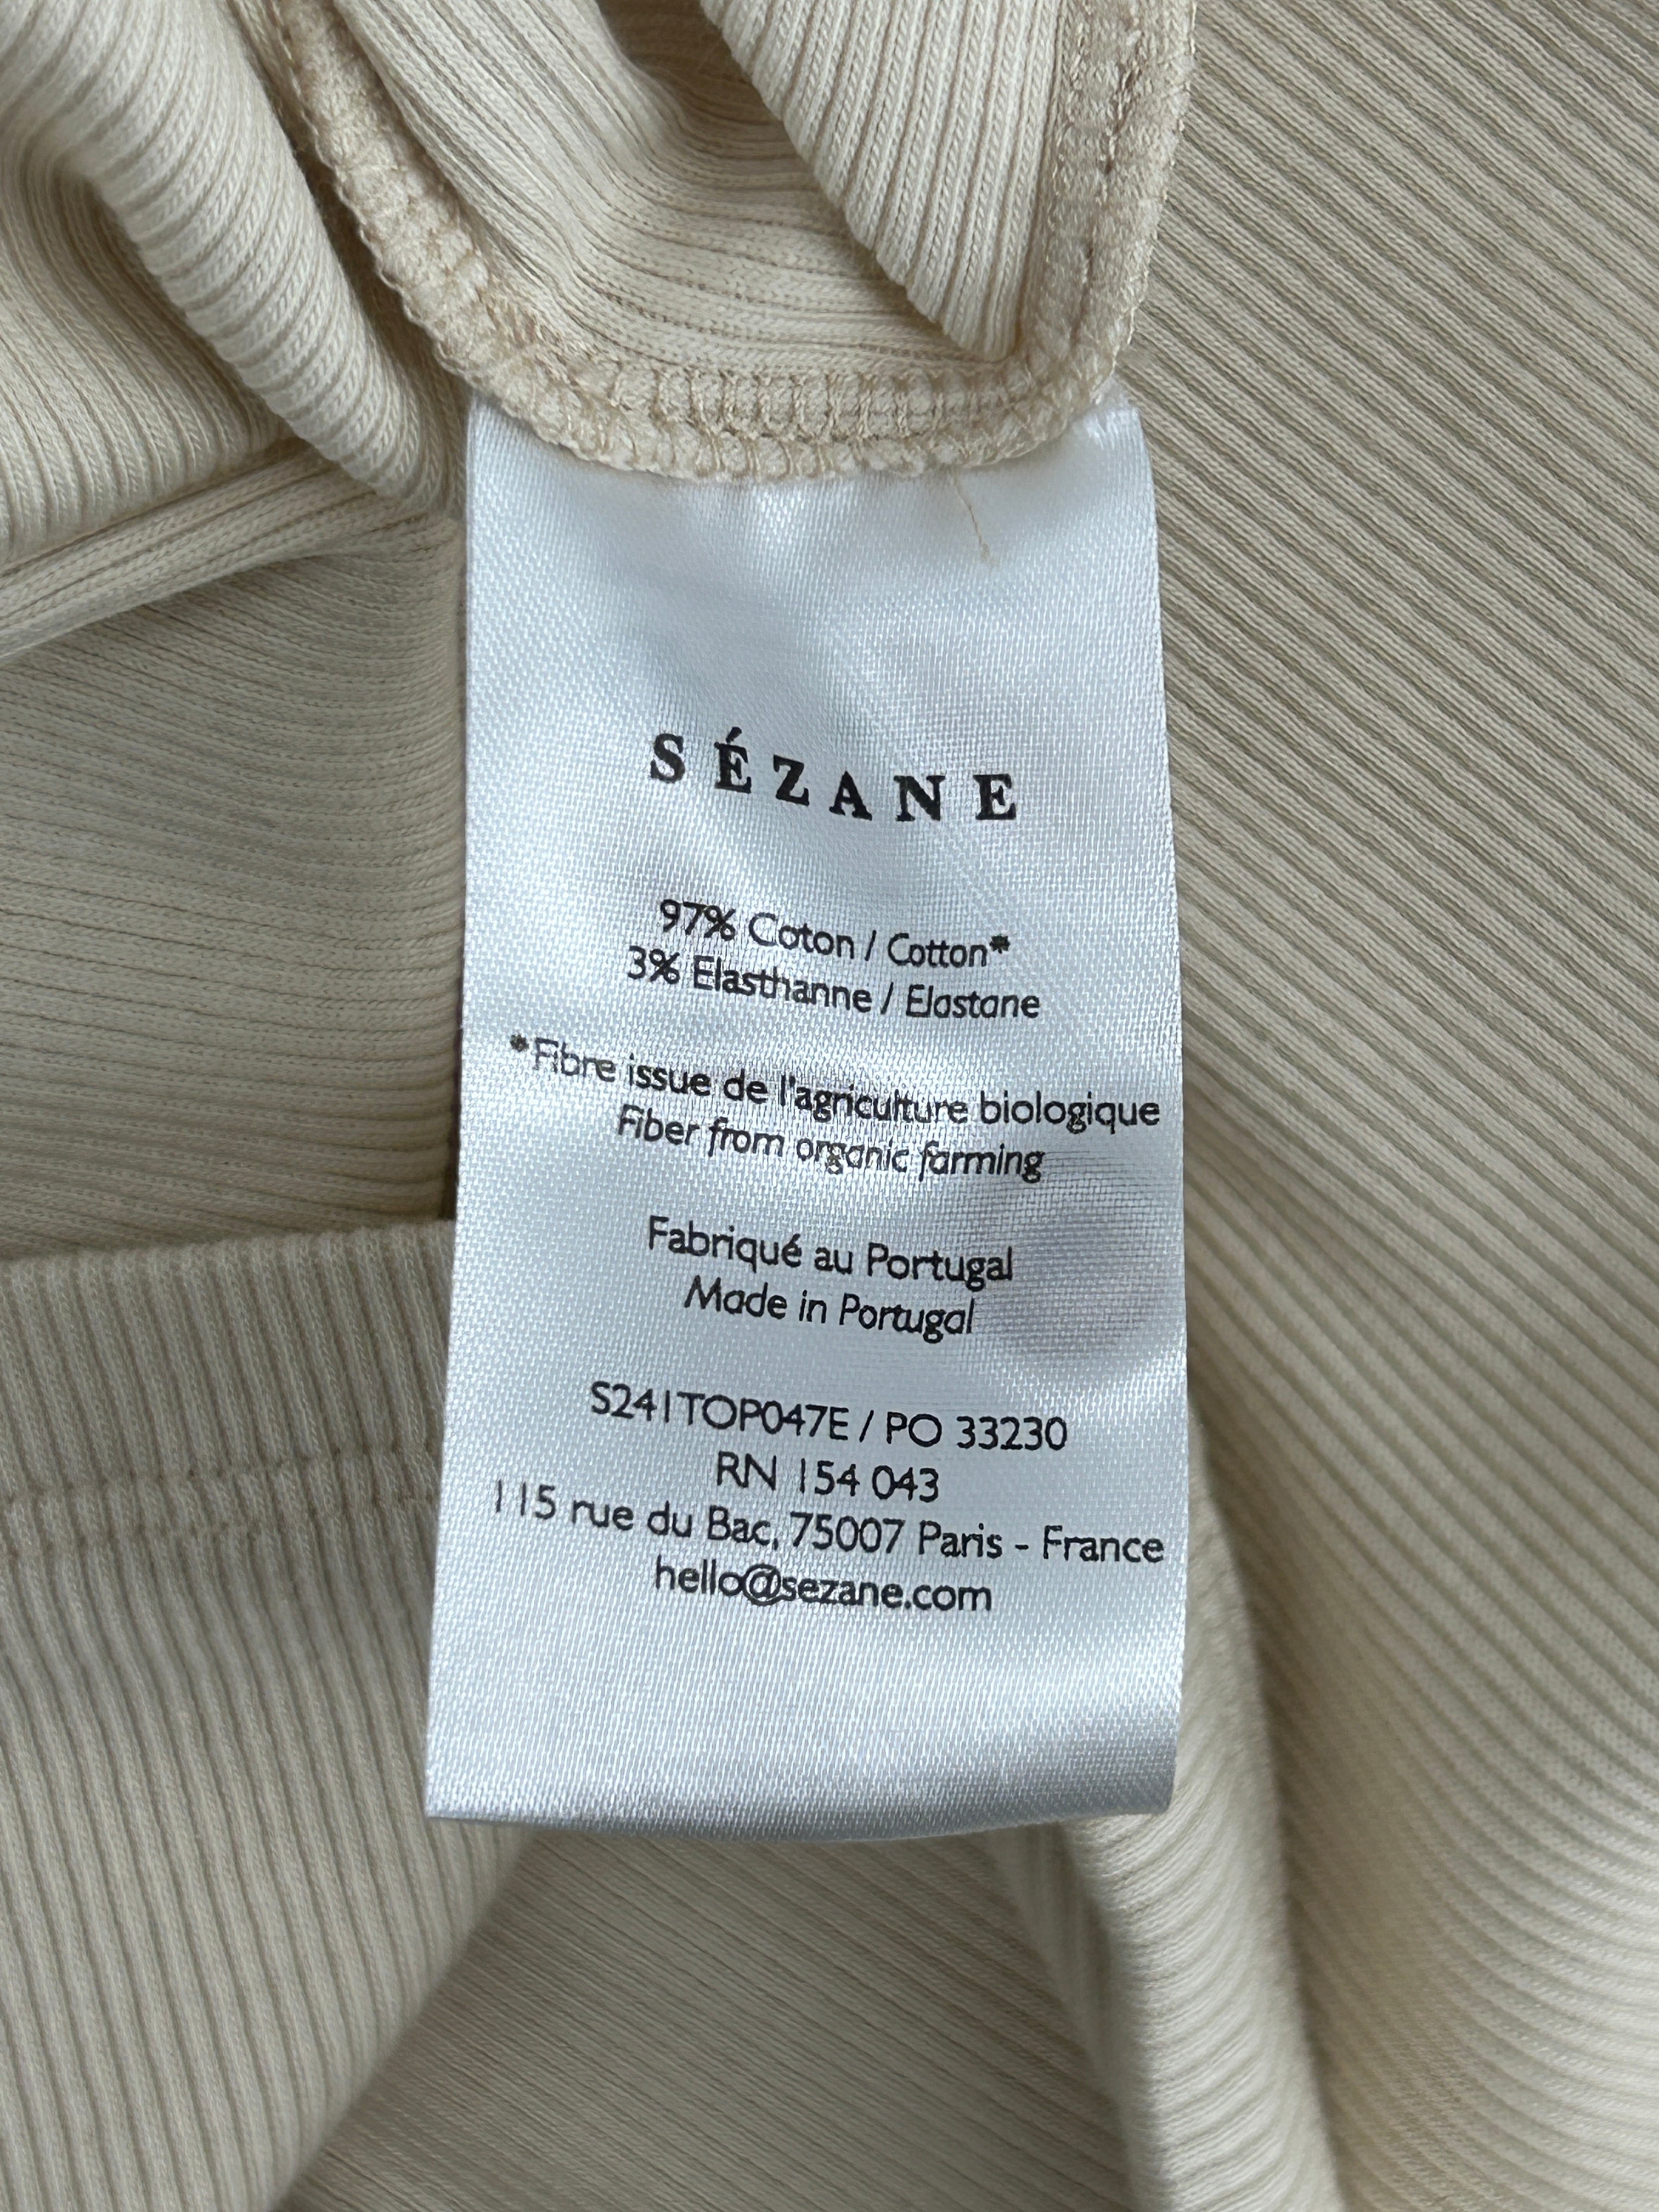 SÉZANE
97% Coton / Cotton*
3% Elasthanne / Elastane
*Fibre issue de l'agriculture biologique
Fiber from organic farming
Fabriqué au Portugal
Made in Portugal
S241TOP047E / PO 33230
RN 154 043
115 rue du Bac, 75007 Paris - France
hello@sezane.com